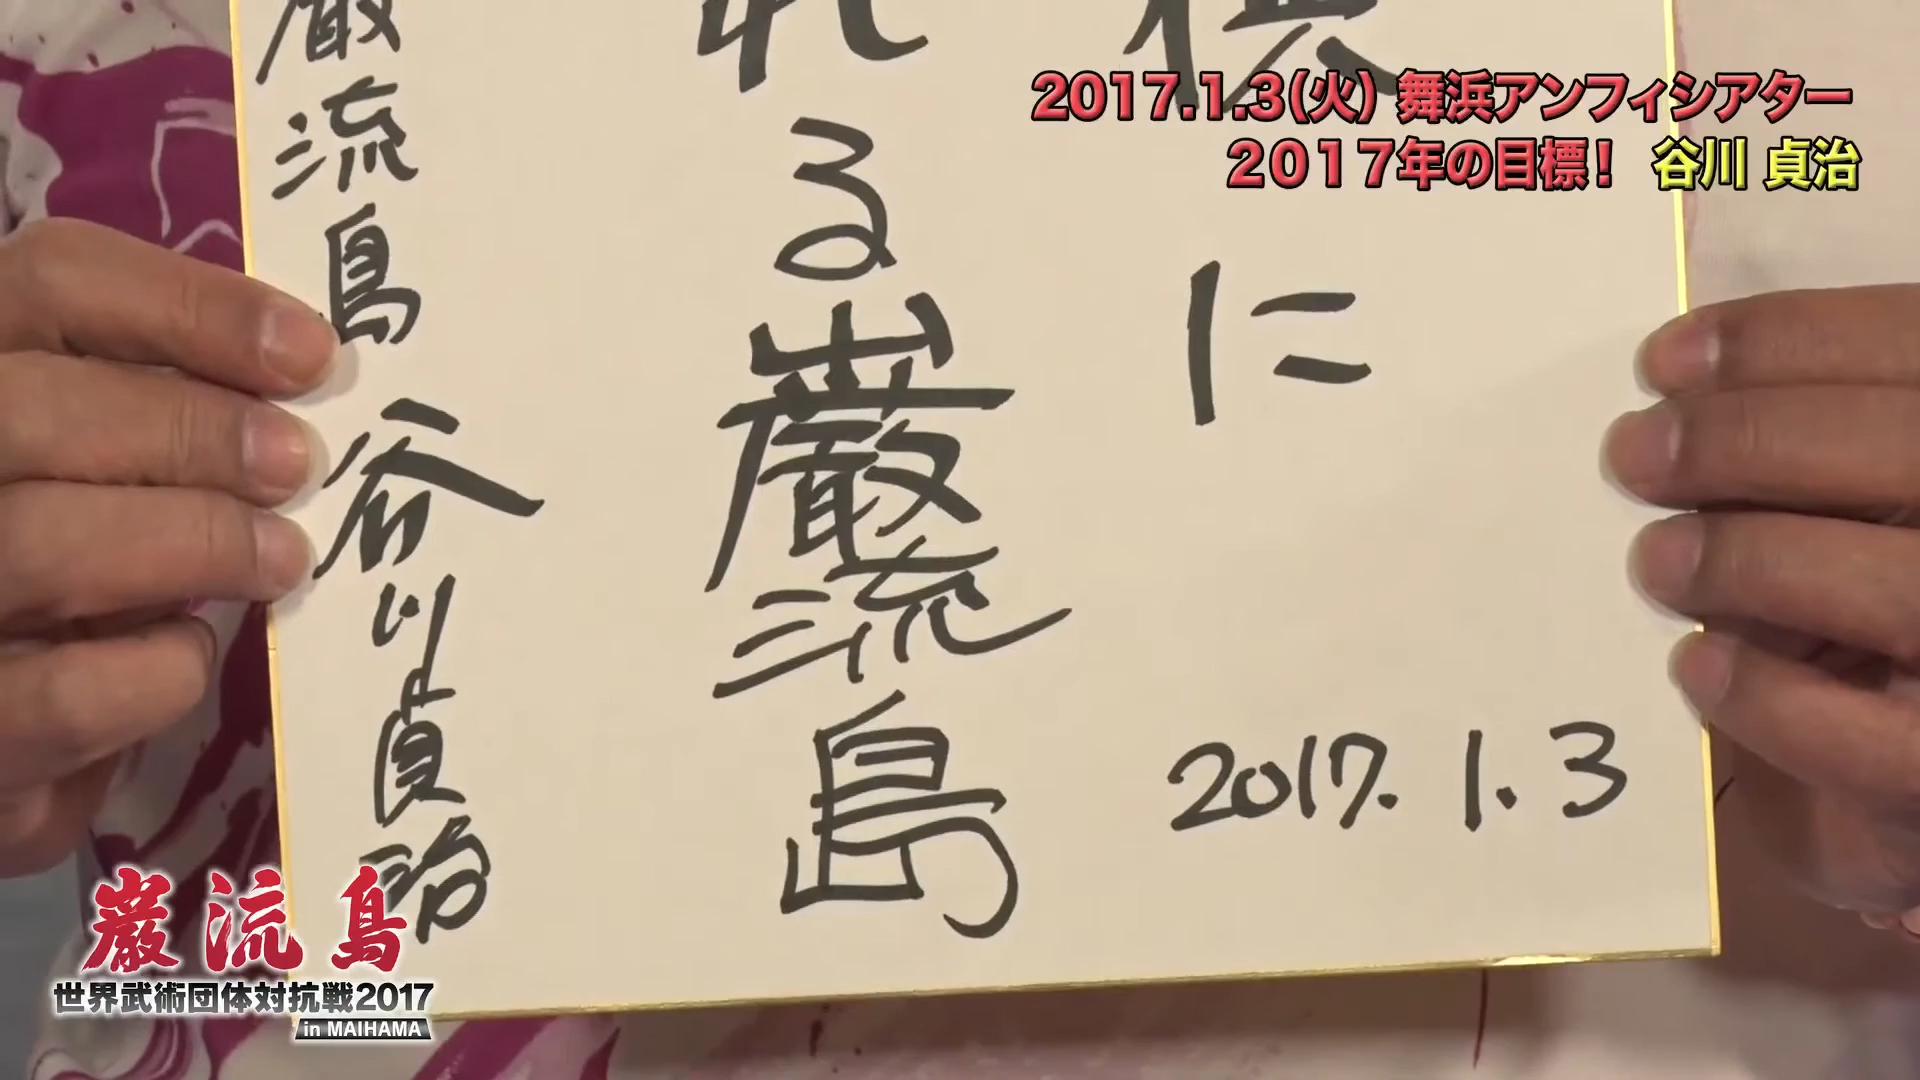 2017.1.3(火) 舞浜アンフィシアター
2017年の目標! 谷川 貞治
に
れる巌流島
巌流島 谷川貞治
2017.1.3
巌流島
世界武術団体対抗戦2017
in MAIHAMA